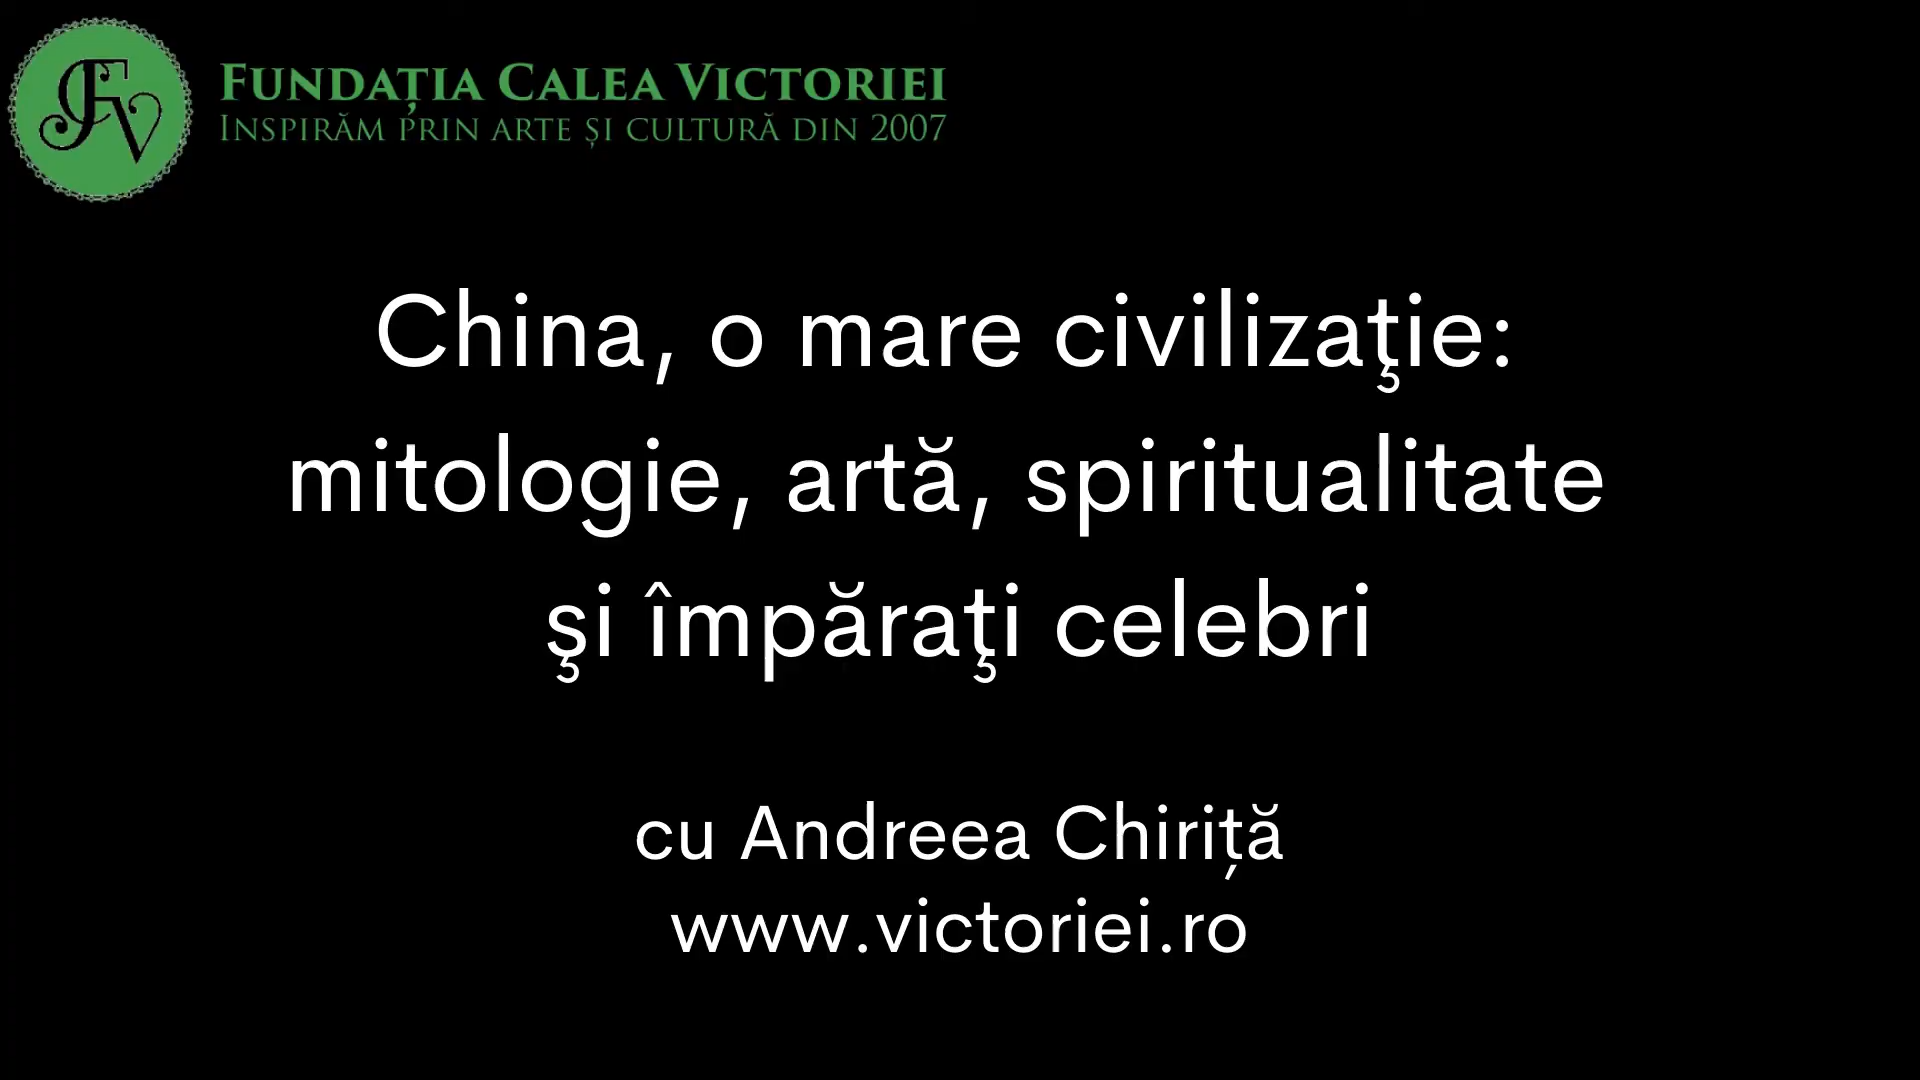 FUNDAȚIA CALEA VICTORIEI
INSPIRĂM PRIN ARTE ȘI CULTURĂ DIN 2007
China, o mare civilizaţie:
mitologie, artă, spiritualitate
şi împăraţi celebri
cu Andreea Chiriță
www.victoriei.ro